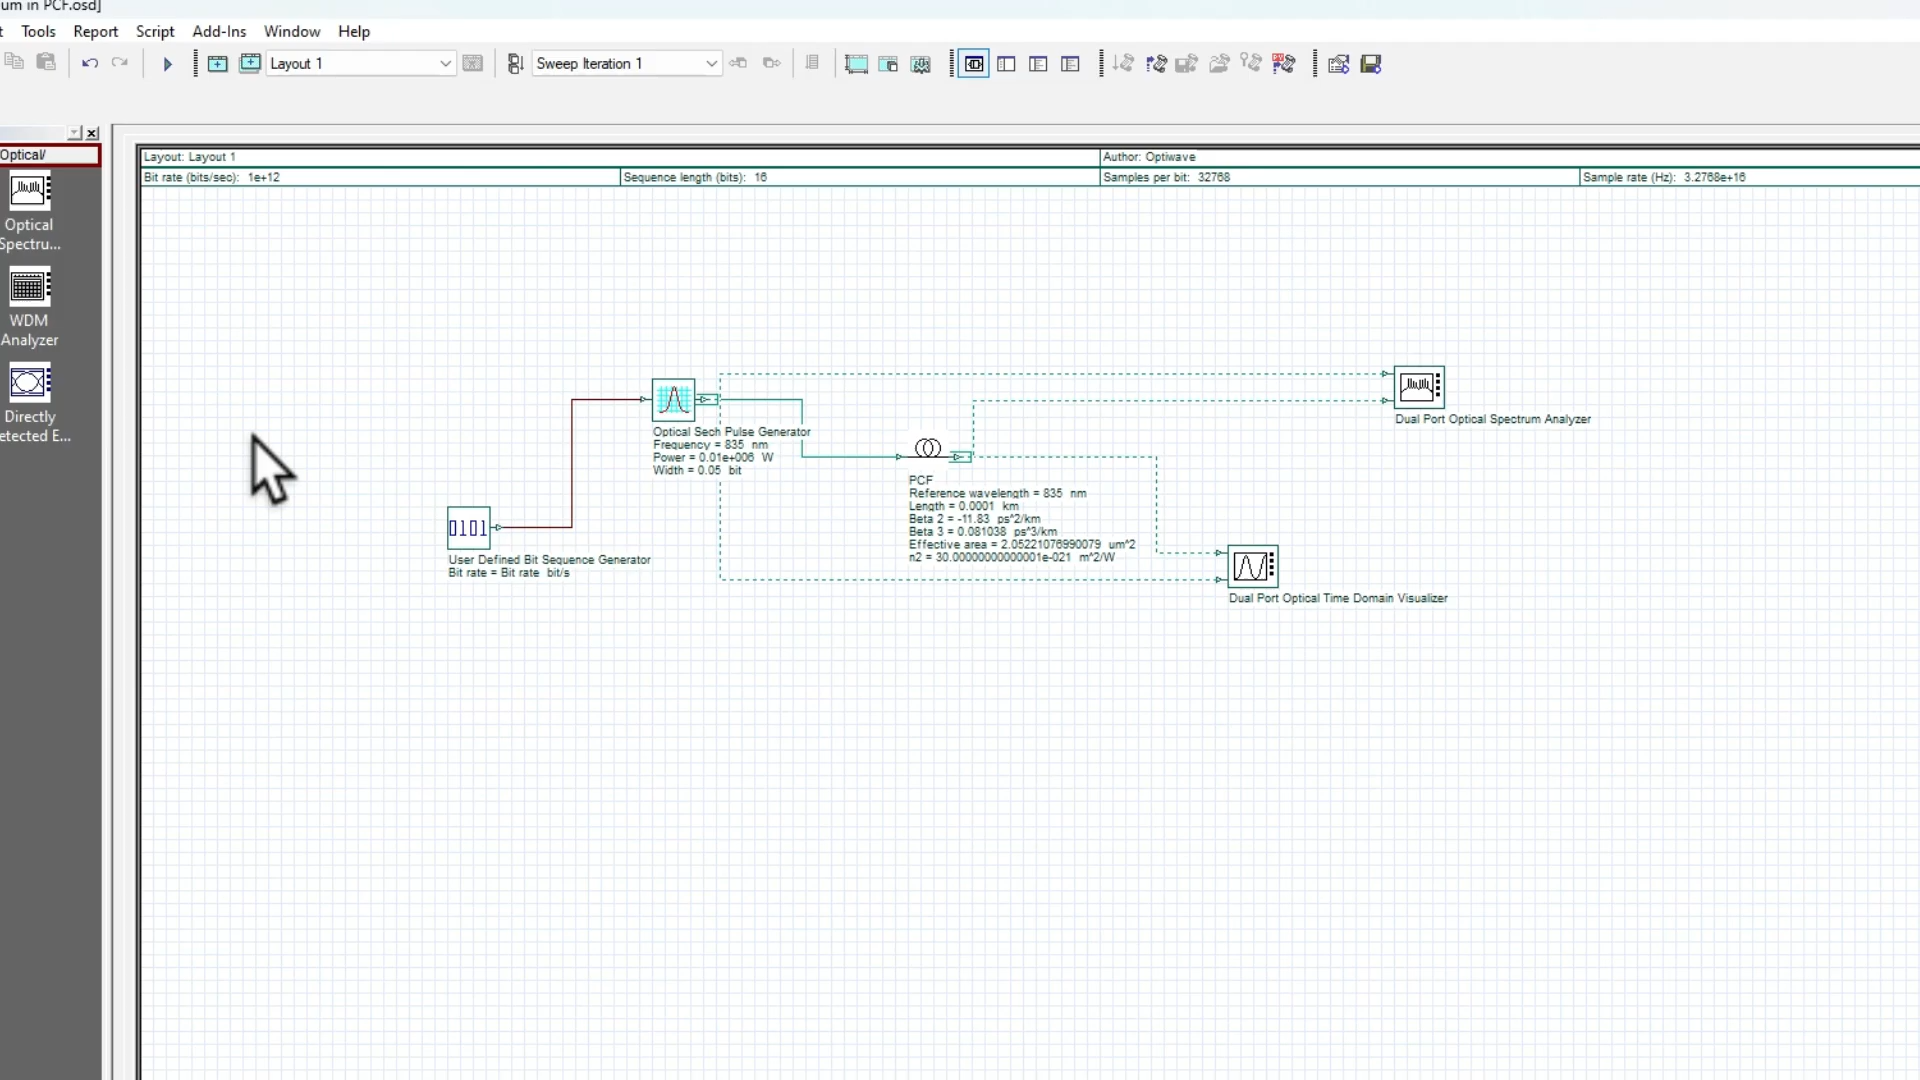 um in PCF.osd]
t Tools Report Script Add-Ins Window Help
Layout 1
Sweep Iteration 1
Optical/
Layout: Layout 1
Author: Optiwave
Bit rate (bits/sec): 1e+12
Sequence length (bits): 16
Samples per bit: 32768
Sample rate (Hz): 3.2768e+16
Optical
Spectru...
WDM
Analyzer
Directly
etected E...
Optical Sech Pulse Generator
Frequency = 835 nm
Power = 0.01e+006 W
Width = 0.05 bit
Dual Port Optical Spectrum Analyzer
PCF
Reference wavelength = 835 nm
Length = 0.0001 km
Beta 2 = -11.83 ps^2/km
Beta 3 = 0.081038 ps^3/km
Effective area = 2.05221076990079 um^2
n2 = 30.00000000000001e-021 m^2/W
0101
User Defined Bit Sequence Generator
Bit rate = Bit rate bit/s
Dual Port Optical Time Domain Visualizer